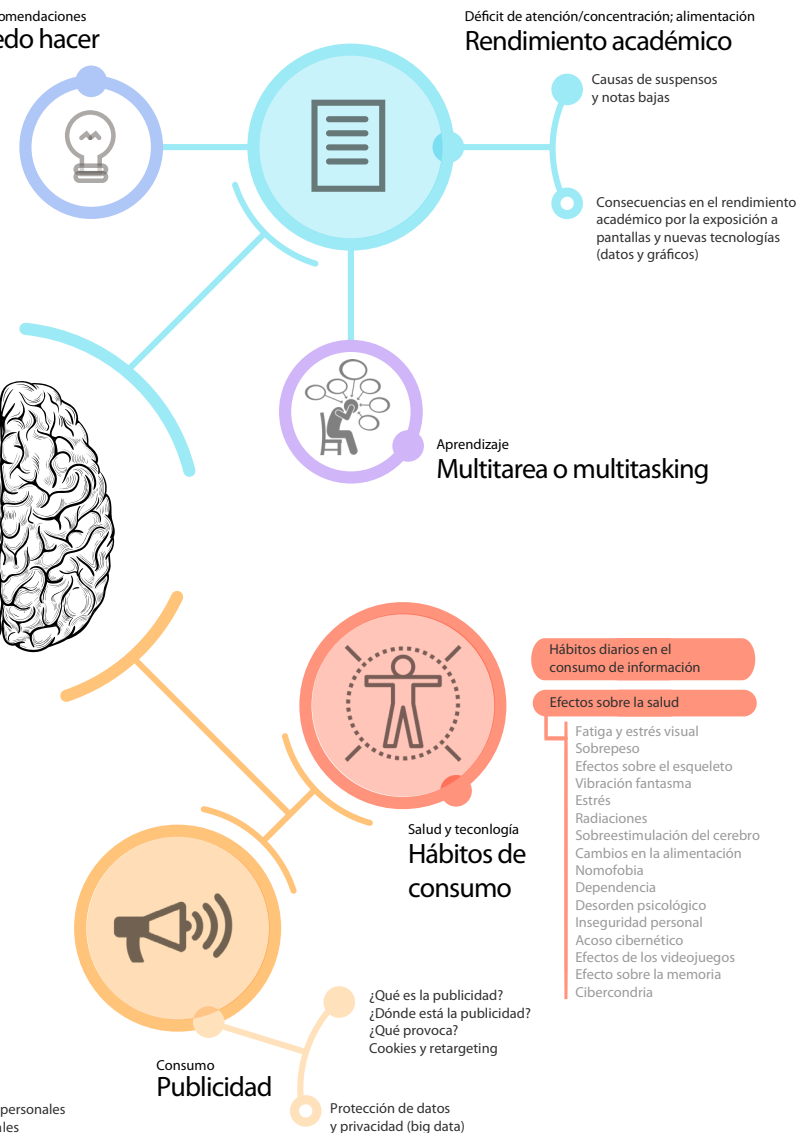 omendaciones
edo hacer
Déficit de atención/concentración; alimentación
Rendimiento académico
Causas de suspensos
y notas bajas
Consecuencias en el rendimiento
académico por la exposición a
pantallas y nuevas tecnologías
(datos y gráficos)
Aprendizaje
Multitarea o multitasking
Hábitos diarios en el
consumo de información
Efectos sobre la salud
Fatiga y estrés visual
Sobrepeso
Efectos sobre el esqueleto
Vibración fantasma
Estrés
Radiaciones
Sobreestimulación del cerebro
Cambios en la alimentación
Nomofobia
Dependencia
Desorden psicológico
Inseguridad personal
Acoso cibernético
Efectos de los videojuegos
Efecto sobre la memoria
Cibercondria
Salud y teconlogía
Hábitos de
consumo
¿Qué es la publicidad?
¿Dónde está la publicidad?
¿Qué provoca?
Cookies y retargeting
Consumo
Publicidad
Protección de datos
y privacidad (big data)
personales
ales